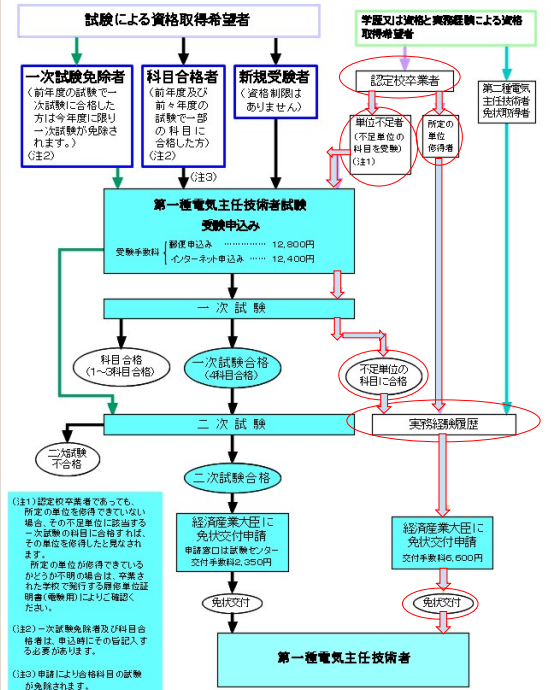 試験による資格取得希望者
学歴又は資格と実務経験による資格
取得希望者
一次試験免除者
(前年度の試験で一
次試験に合格した
方は今年度に限り
一次試験が免除さ
れます。)
(注2)
科目合格者
(前年度及び
前々年度の
試験で一部
の科目に
合格した方)
(注2)
新規受験者
(資格制限は
ありません)
認定校卒業者
第二種電気
主任技術者
免状取得者
単位不足者
(不足単位の
科目を受験)
(注1)
所定の
単位
修得者
(注3)
第一種電気主任技術者試験
受験申込み
受験手数料
郵便申込み ‥‥‥‥‥ 12,800円
インターネット申込み ‥‥‥ 12,400円
一 次 試 験
科目合格
(1～3科目合格)
一次試験合格
(4科目合格)
不足単位の
科目に合格
二 次 試 験
実務経験履歴
二次試験
不合格
二次試験合格
(注1)認定校卒業者であっても、
所定の単位を修得できていない
場合、その不足単位に該当する
一次試験の科目に合格すれば、
その単位を修得したと見なされ
ます。
所定の単位が修得できている
かどうか不明の場合は、卒業さ
れた学校で発行する履修単位証
明書(電験用)によりご確認く
ださい。
(注2)一次試験免除者及び科目合
格者は、申込時にその旨記入す
る必要があります。
(注3)申請により合格科目の試験
が免除されます。
経済産業大臣に
免状交付申請
申請窓口は試験センター
交付手数料2,350円
経済産業大臣に
免状交付申請
交付手数料6,600円
免状交付
免状交付
第一種電気主任技術者